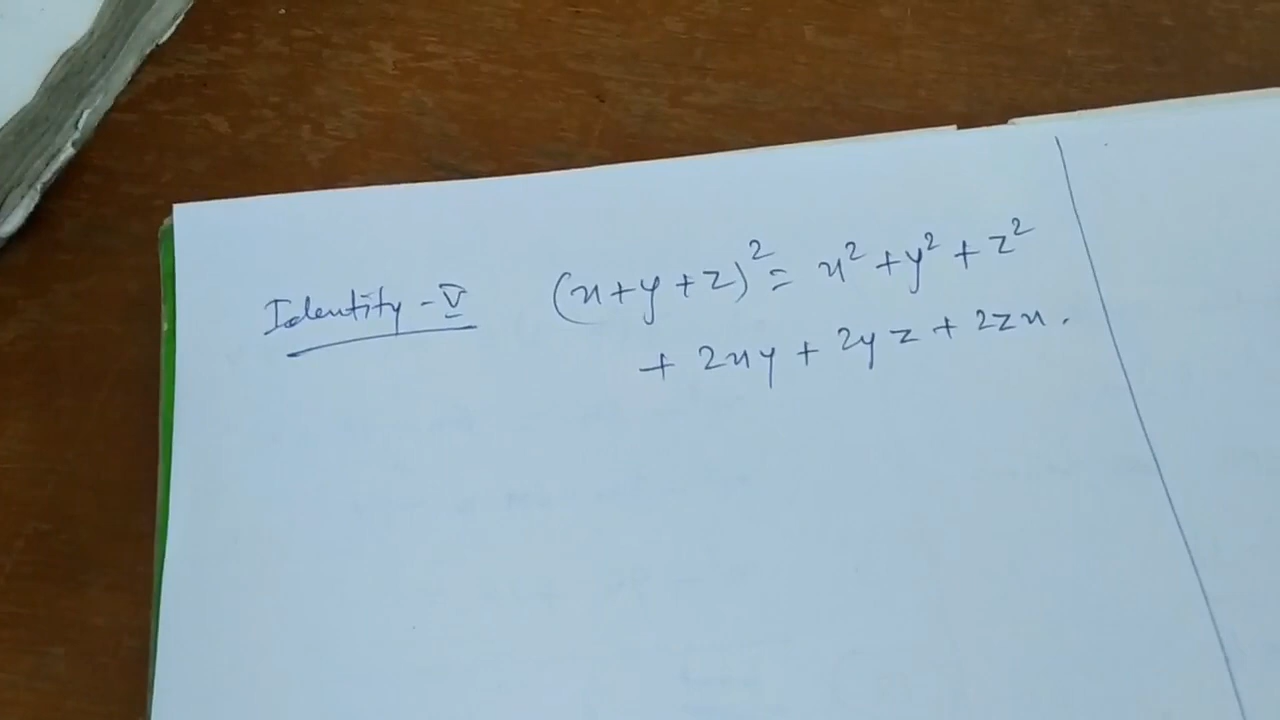 Identity - V (x+y+z)² = x² + y² + z²
+ 2xy + 2yz + 2zx.